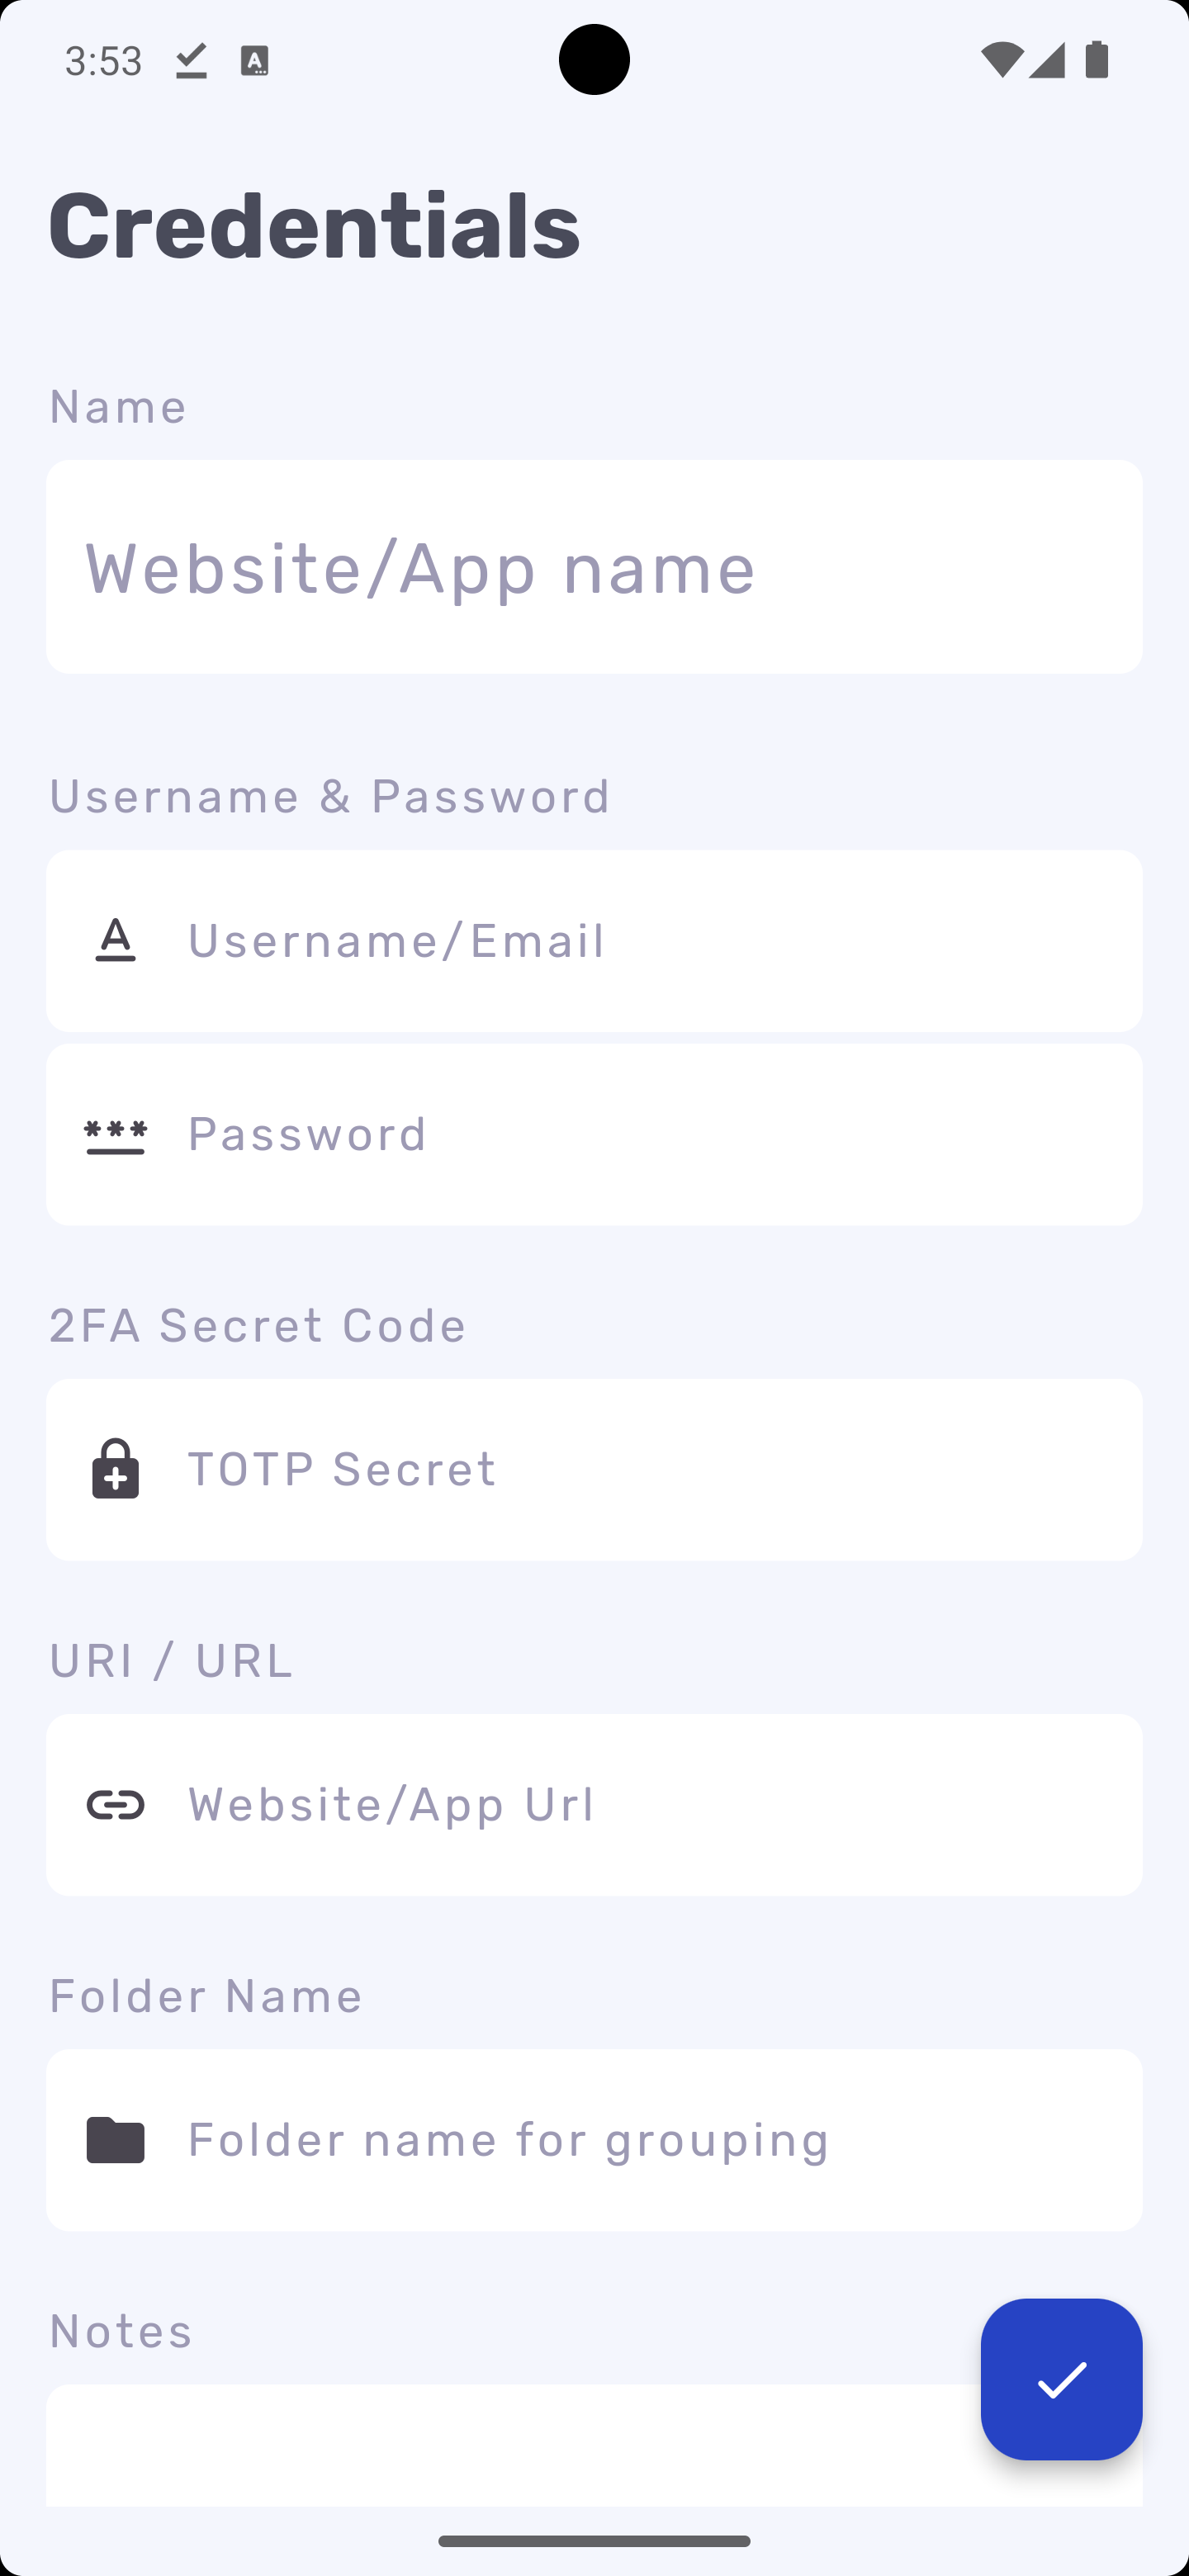 3:53
Credentials
Name
Website/App name
Username & Password
Username/Email
Password
2FA Secret Code
TOTP Secret
URI / URL
Website/App Url
Folder Name
Folder name for grouping
Notes